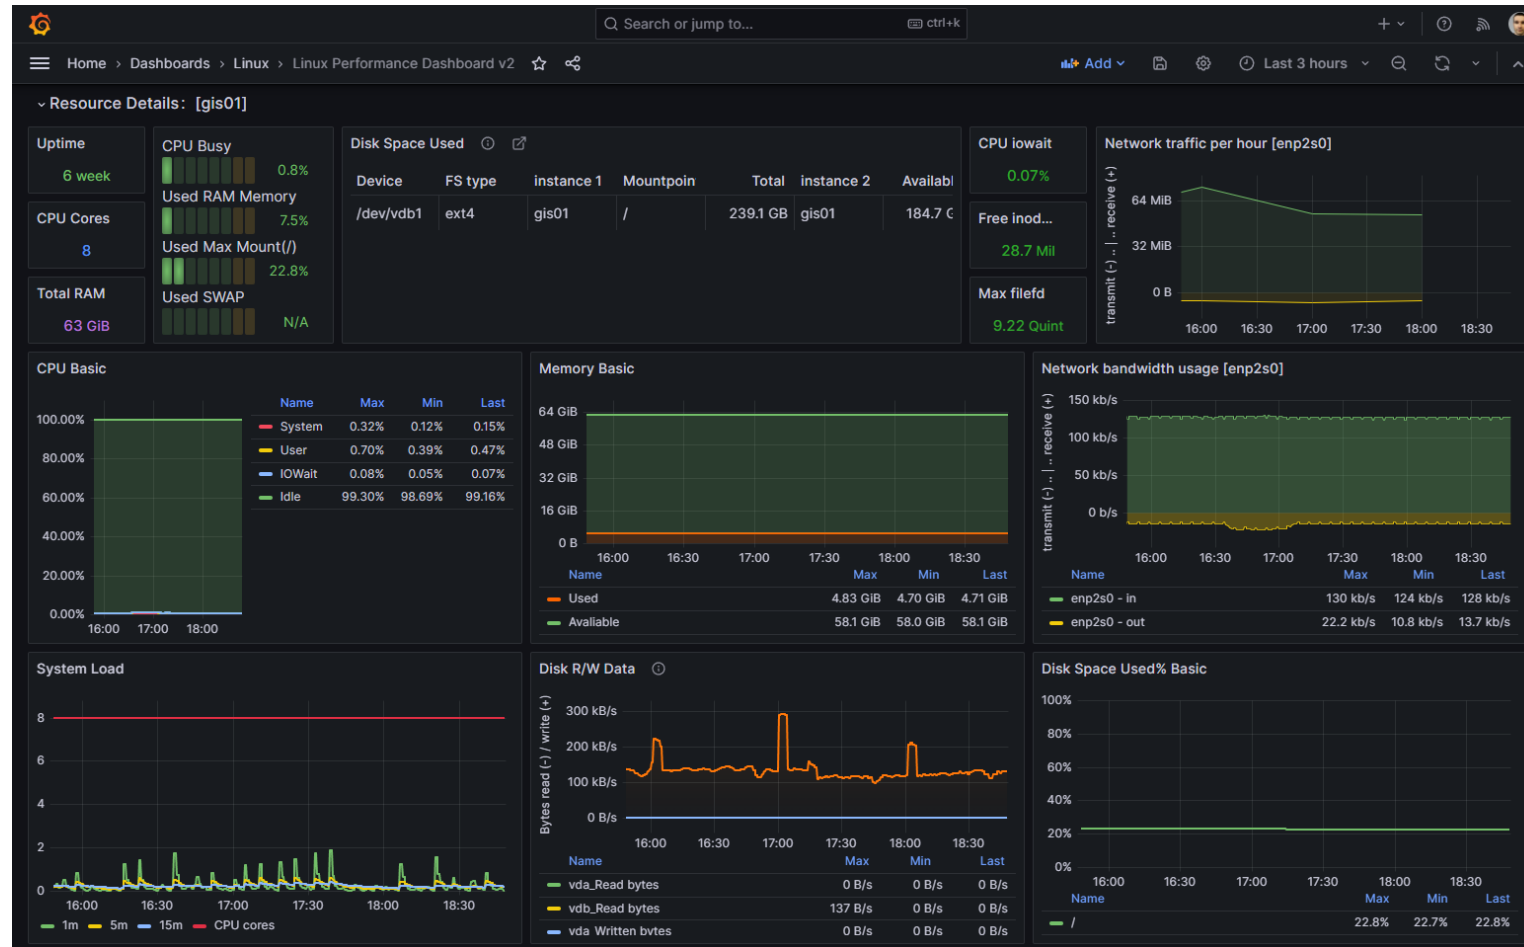 Search or jump to... ctrl+k
Home › Dashboards › Linux › Linux Performance Dashboard v2 Add Last 3 hours
Resource Details: [gis01]
Uptime
6 week
CPU Cores
8
Total RAM
63 GiB
CPU Busy
0.8%
Used RAM Memory
7.5%
Used Max Mount(/)
22.8%
Used SWAP
N/A
Disk Space Used
Device FS type instance 1 Mountpoin Total instance 2 Availabl
/dev/vdb1 ext4 gis01 / 239.1 GB gis01 184.7 G
CPU iowait
0.07%
Free inod...
28.7 Mil
Max filefd
9.22 Quint
Network traffic per hour [enp2s0]
transmit (-) .. | .. receive (+)
64 MiB
32 MiB
0 B
16:00 16:30 17:00 17:30 18:00 18:30
CPU Basic
100.00%
80.00%
60.00%
40.00%
20.00%
0.00%
16:00 17:00 18:00
Name Max Min Last
System 0.32% 0.12% 0.15%
User 0.70% 0.39% 0.47%
IOWait 0.08% 0.05% 0.07%
Idle 99.30% 98.69% 99.16%
Memory Basic
64 GiB
48 GiB
32 GiB
16 GiB
0 B
16:00 16:30 17:00 17:30 18:00 18:30
Name Max Min Last
Used 4.83 GiB 4.70 GiB 4.71 GiB
Avaliable 58.1 GiB 58.0 GiB 58.1 GiB
Network bandwidth usage [enp2s0]
transmit (-) .. | .. receive (+)
150 kb/s
100 kb/s
50 kb/s
0 b/s
16:00 16:30 17:00 17:30 18:00 18:30
Name Max Min Last
enp2s0 - in 130 kb/s 124 kb/s 128 kb/s
enp2s0 - out 22.2 kb/s 10.8 kb/s 13.7 kb/s
System Load
8
6
4
2
0
16:00 16:30 17:00 17:30 18:00 18:30
1m 5m 15m CPU cores
Disk R/W Data
Bytes read (-) / write (+)
300 kB/s
200 kB/s
100 kB/s
0 B/s
16:00 16:30 17:00 17:30 18:00 18:30
Name Max Min Last
vda_Read bytes 0 B/s 0 B/s 0 B/s
vdb_Read bytes 137 B/s 0 B/s 0 B/s
vda_Written bytes 0 B/s 0 B/s 0 B/s
Disk Space Used% Basic
100%
80%
60%
40%
20%
0%
16:00 16:30 17:00 17:30 18:00 18:30
Name Max Min Last
/ 22.8% 22.7% 22.8%